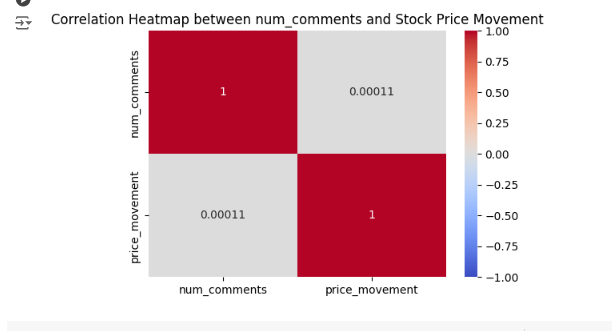 Correlation Heatmap between num_comments and Stock Price Movement
1.00
0.75
0.50
0.25
0.00
−0.25
−0.50
−0.75
−1.00
num_comments
price_movement
1
0.00011
0.00011
1
num_comments
price_movement